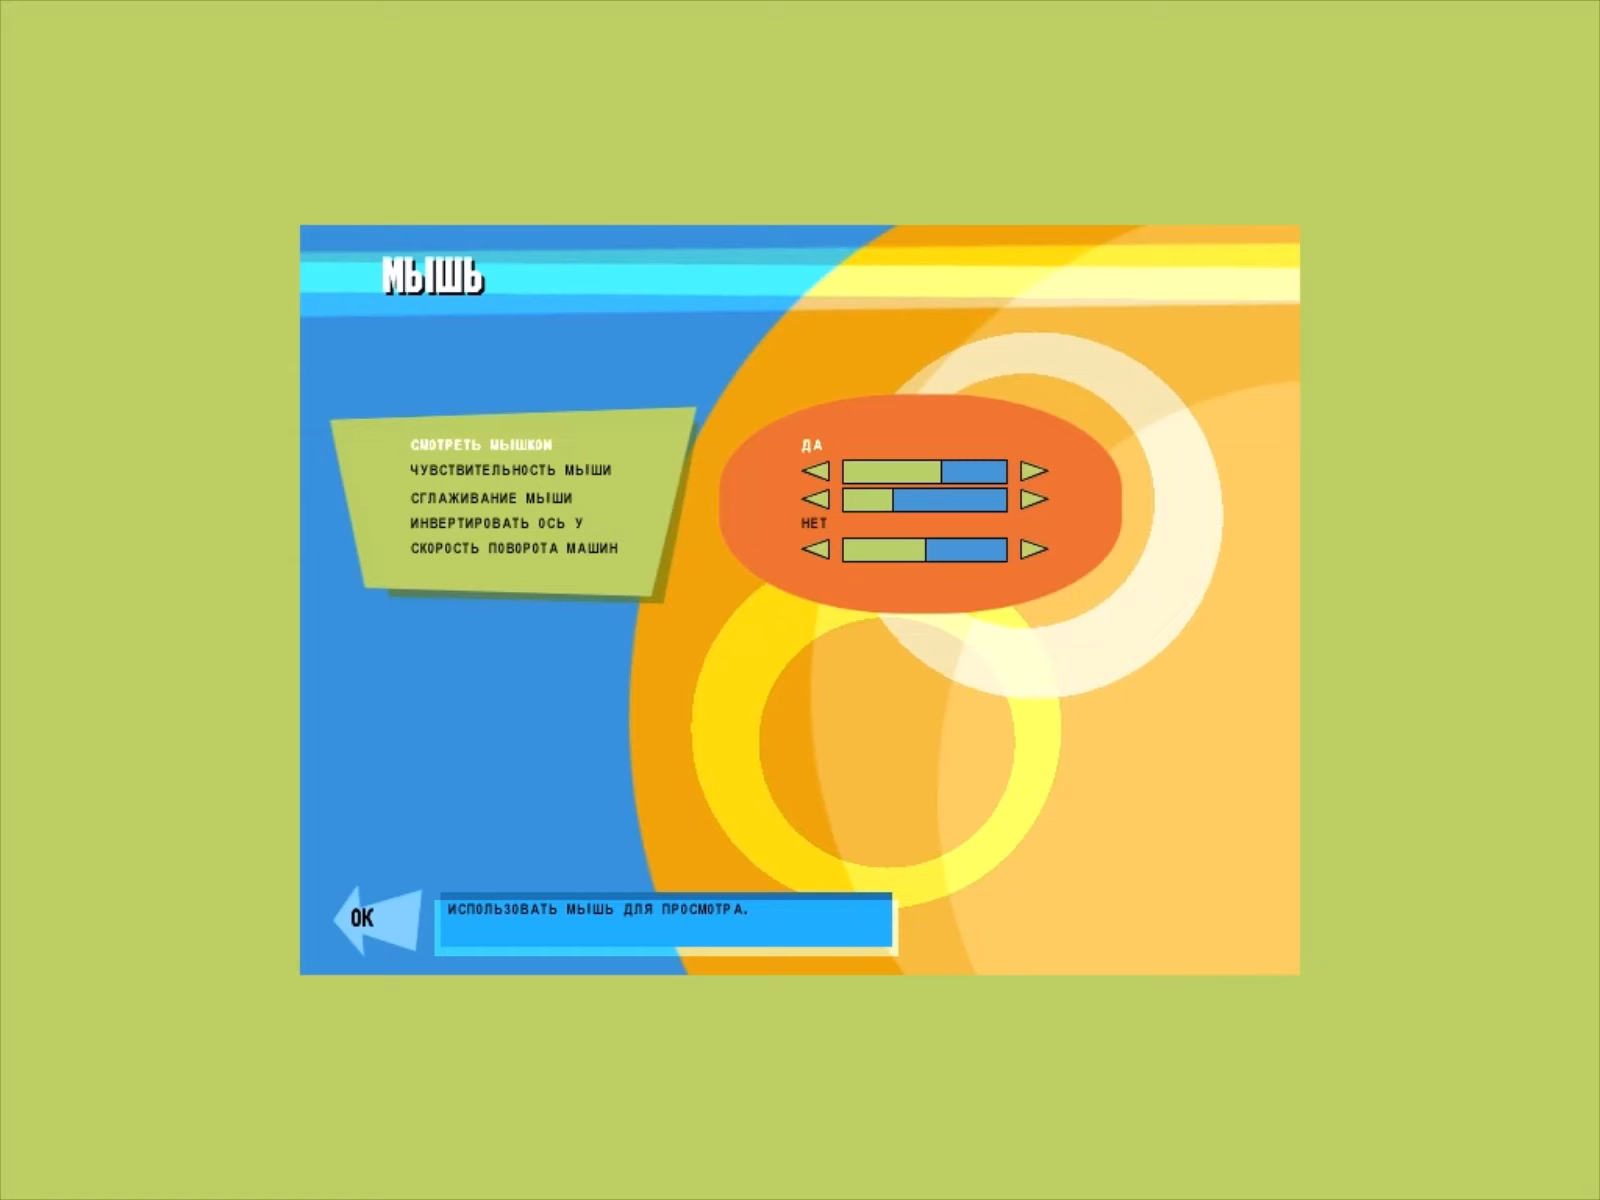 МЫШЬ
СМОТРЕТЬ МЫШКОЙ ДА
ЧУВСТВИТЕЛЬНОСТЬ МЫШИ
СГЛАЖИВАНИЕ МЫШИ
ИНВЕРТИРОВАТЬ ОСЬ У НЕТ
СКОРОСТЬ ПОВОРОТА МАШИН
OK
ИСПОЛЬЗОВАТЬ МЫШЬ ДЛЯ ПРОСМОТРА.